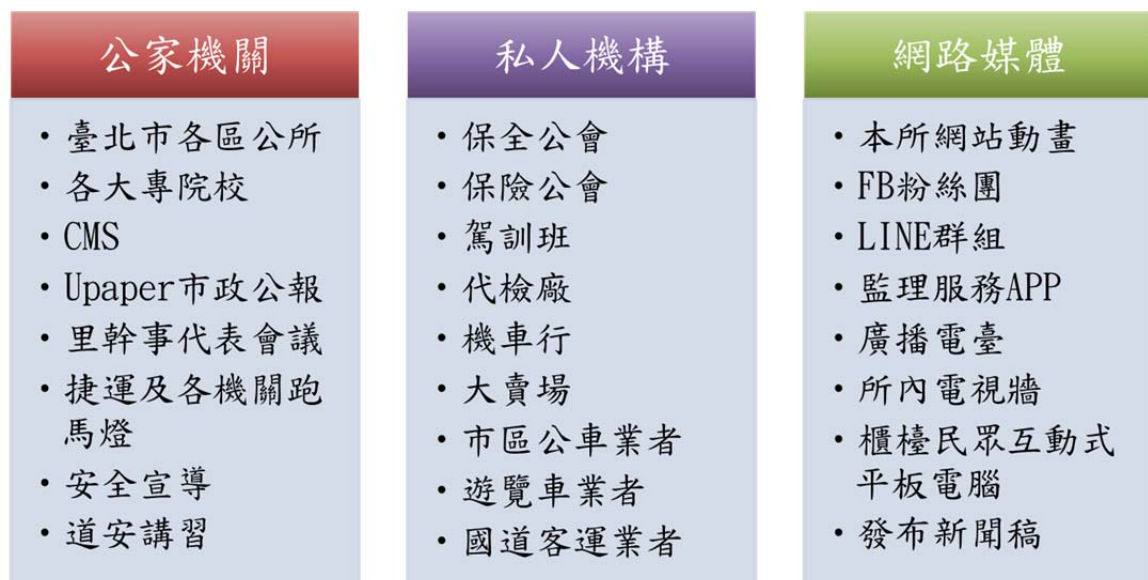 公家機關
・臺北市各區公所
・各大專院校
・CMS
・Upaper市政公報
・里幹事代表會議
・捷運及各機關跑
馬燈
・安全宣導
・道安講習
私人機構
・保全公會
・保險公會
・駕訓班
・代檢廠
・機車行
・大賣場
・市區公車業者
・遊覽車業者
・國道客運業者
網路媒體
・本所網站動畫
・FB粉絲團
・LINE群組
・監理服務APP
・廣播電臺
・所內電視牆
・櫃檯民眾互動式
平板電腦
・發布新聞稿